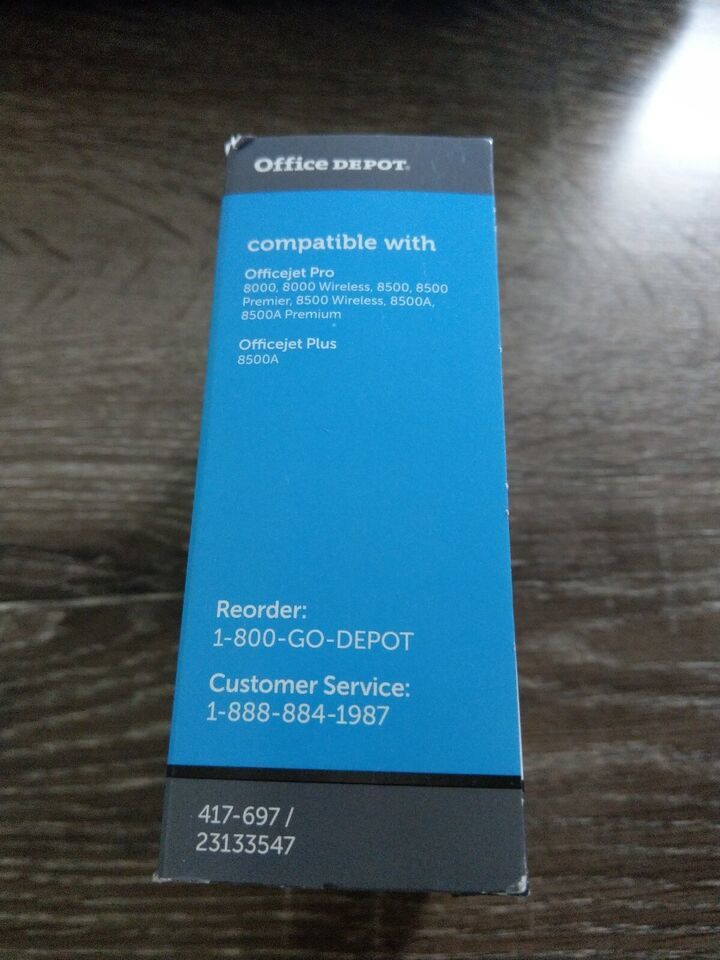 Office DEPOT®
compatible with
Officejet Pro
8000, 8000 Wireless, 8500, 8500
Premier, 8500 Wireless, 8500A,
8500A Premium
Officejet Plus
8500A
Reorder:
1-800-GO-DEPOT
Customer Service:
1-888-884-1987
417-697 /
23133547